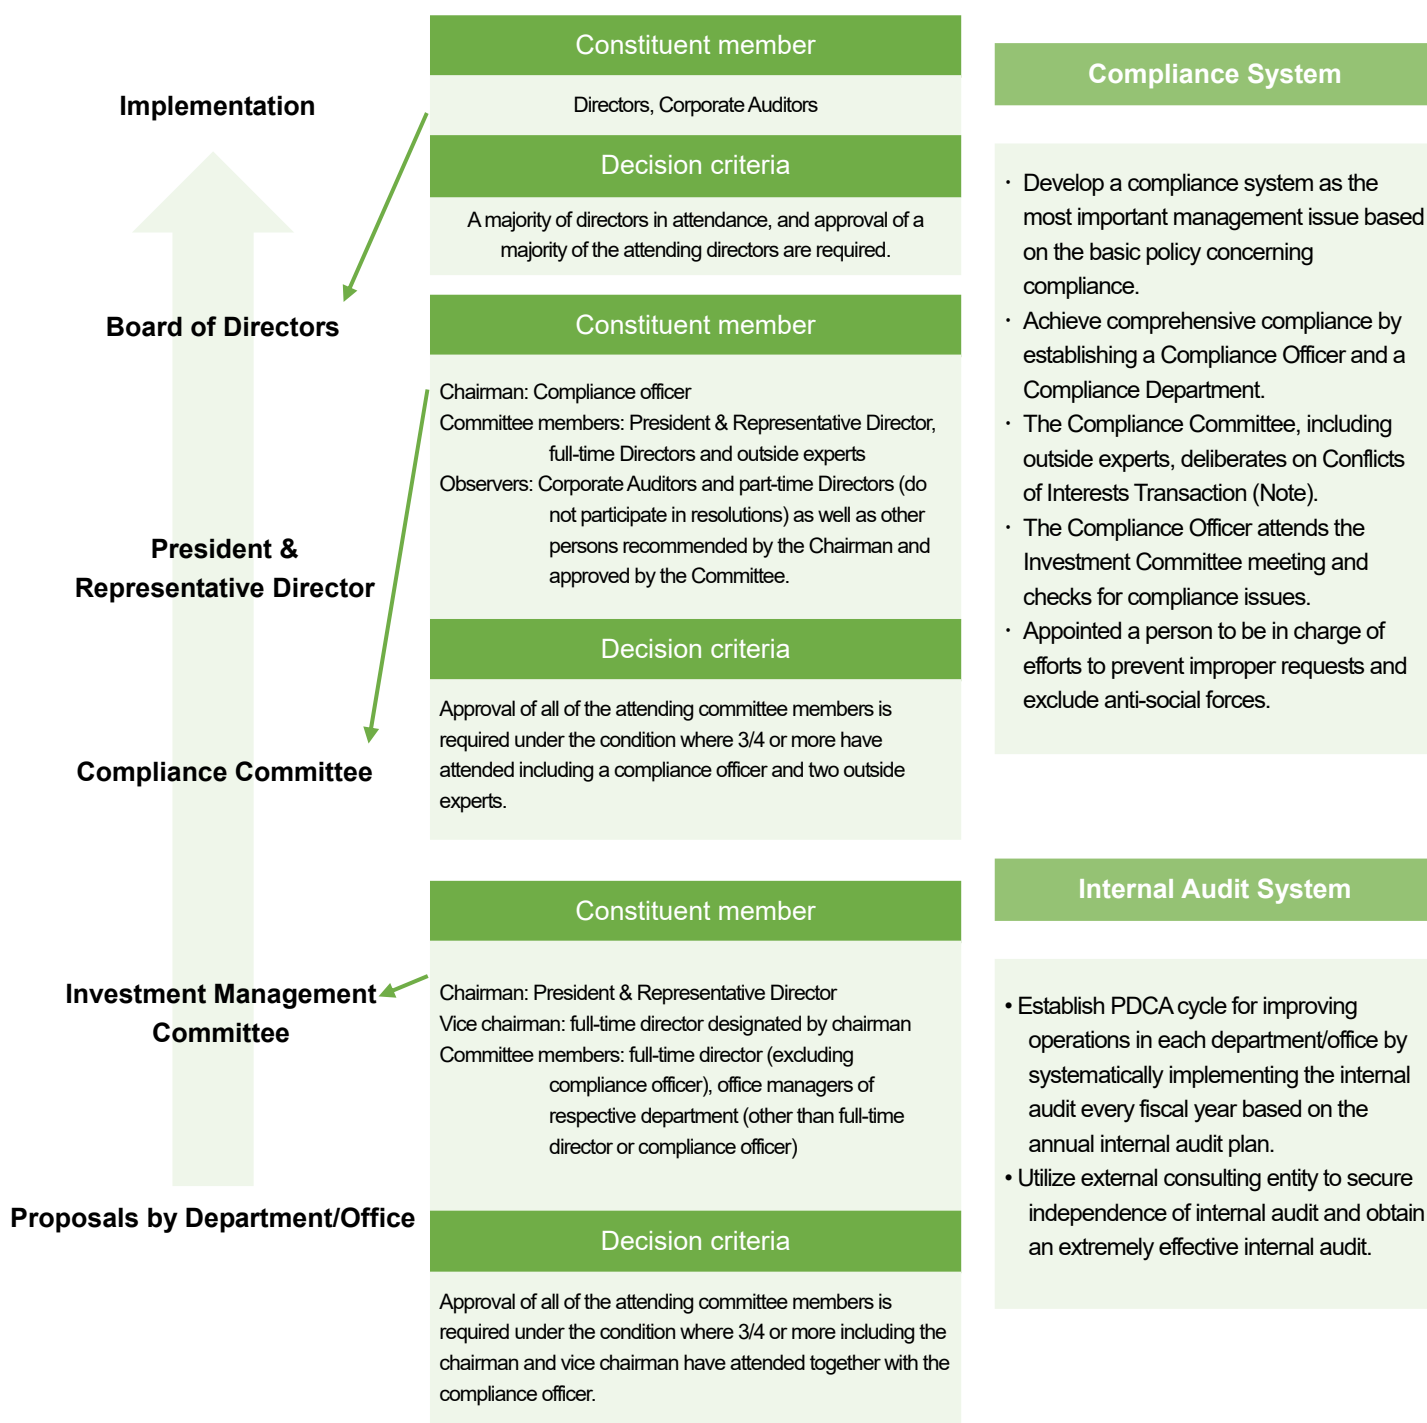 Implementation
Board of Directors
President &
Representative Director
Compliance Committee
Investment Management
Committee
Proposals by Department/Office
Constituent member
Directors, Corporate Auditors
Decision criteria
A majority of directors in attendance, and approval of a
majority of the attending directors are required.
Constituent member
Chairman: Compliance officer
Committee members: President & Representative Director,
full-time Directors and outside experts
Observers: Corporate Auditors and part-time Directors (do
not participate in resolutions) as well as other
persons recommended by the Chairman and
approved by the Committee.
Decision criteria
Approval of all of the attending committee members is
required under the condition where 3/4 or more have
attended including a compliance officer and two outside
experts.
Constituent member
Chairman: President & Representative Director
Vice chairman: full-time director designated by chairman
Committee members: full-time director (excluding
compliance officer), office managers of
respective department (other than full-time
director or compliance officer)
Decision criteria
Approval of all of the attending committee members is
required under the condition where 3/4 or more including the
chairman and vice chairman have attended together with the
compliance officer.
Compliance System
・ Develop a compliance system as the
most important management issue based
on the basic policy concerning
compliance.
・ Achieve comprehensive compliance by
establishing a Compliance Officer and a
Compliance Department.
・ The Compliance Committee, including
outside experts, deliberates on Conflicts
of Interests Transaction (Note).
・ The Compliance Officer attends the
Investment Committee meeting and
checks for compliance issues.
・ Appointed a person to be in charge of
efforts to prevent improper requests and
exclude anti-social forces.
Internal Audit System
• Establish PDCA cycle for improving
operations in each department/office by
systematically implementing the internal
audit every fiscal year based on the
annual internal audit plan.
• Utilize external consulting entity to secure
independence of internal audit and obtain
an extremely effective internal audit.